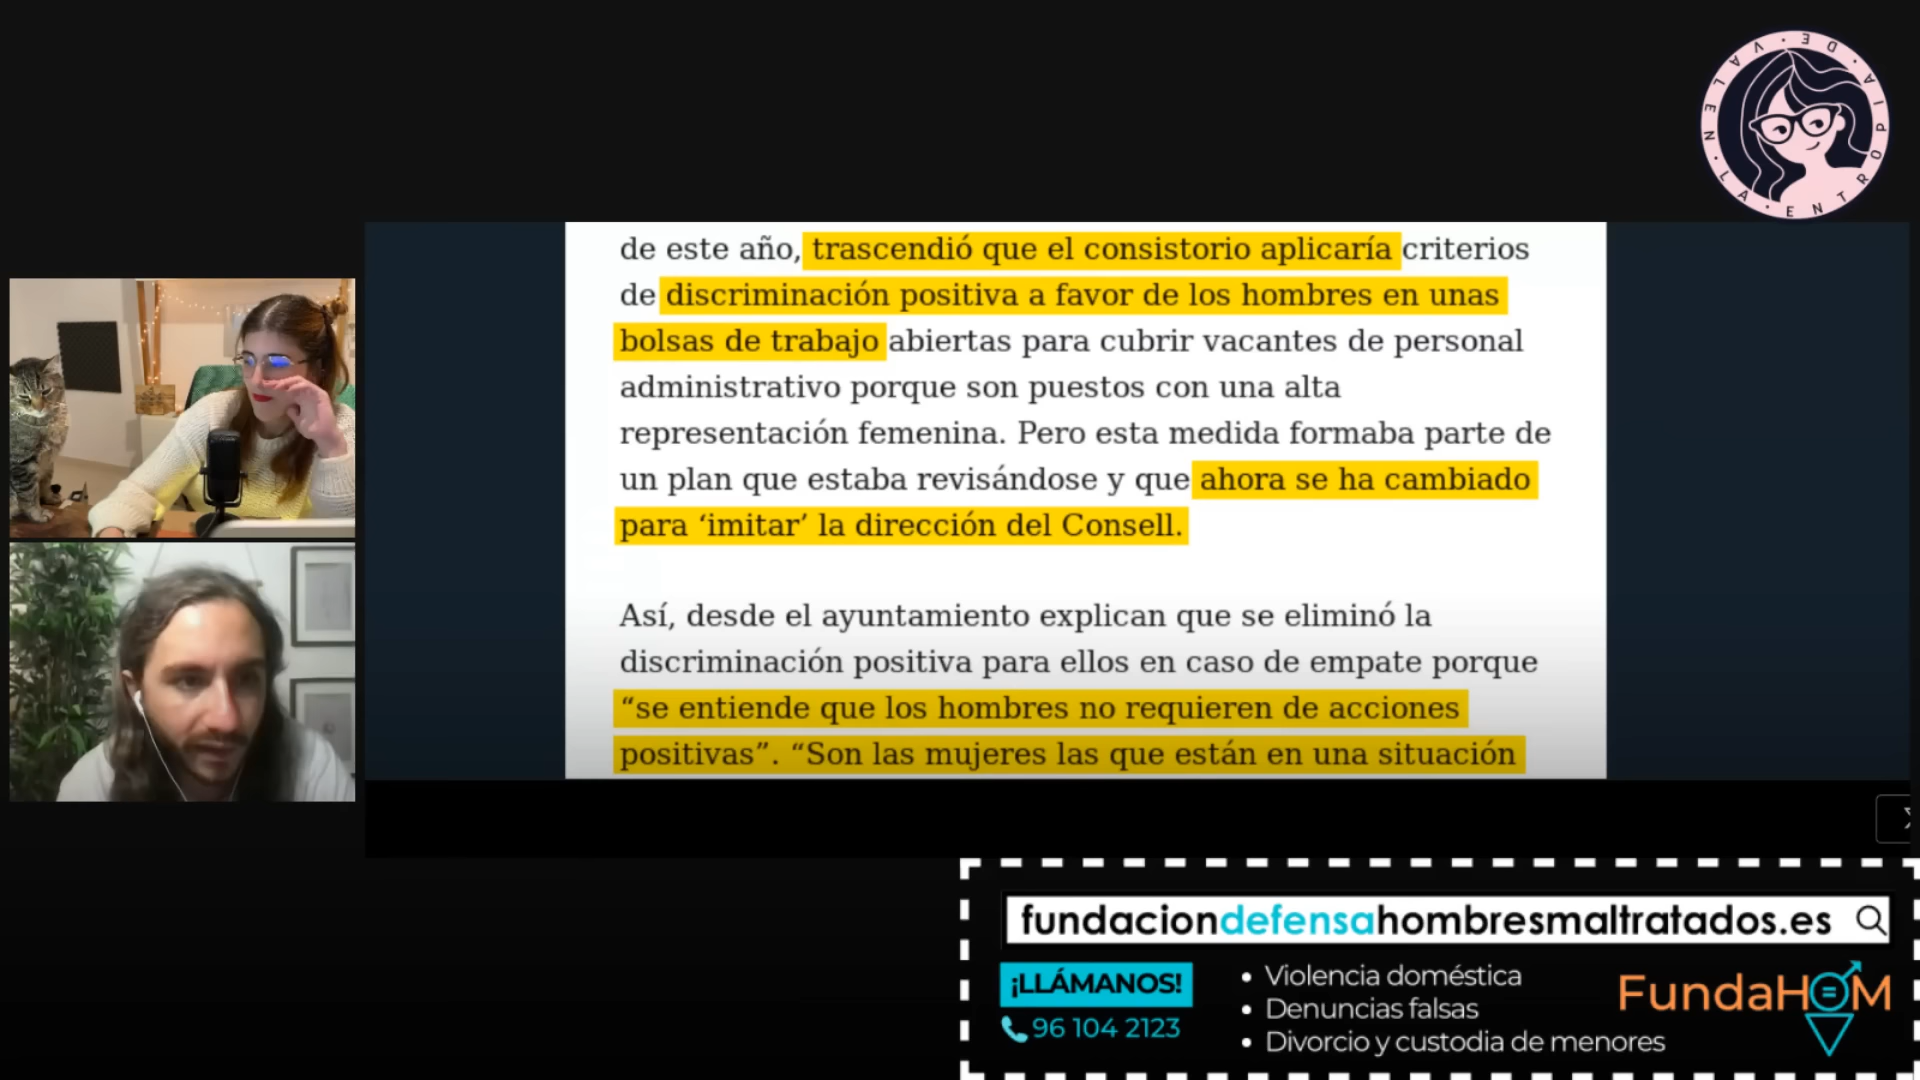 LA · ENTROPIA · DE · VALEN ·
de este año, trascendió que el consistorio aplicaría criterios
de discriminación positiva a favor de los hombres en unas
bolsas de trabajo abiertas para cubrir vacantes de personal
administrativo porque son puestos con una alta
representación femenina. Pero esta medida formaba parte de
un plan que estaba revisándose y que ahora se ha cambiado
para ‘imitar’ la dirección del Consell.
Así, desde el ayuntamiento explican que se eliminó la
discriminación positiva para ellos en caso de empate porque
“se entiende que los hombres no requieren de acciones
positivas”. “Son las mujeres las que están en una situación
fundaciondefensahombresmaltratados.es
¡LLÁMANOS!
96 104 2123
• Violencia doméstica
• Denuncias falsas
• Divorcio y custodia de menores
FundaHOM